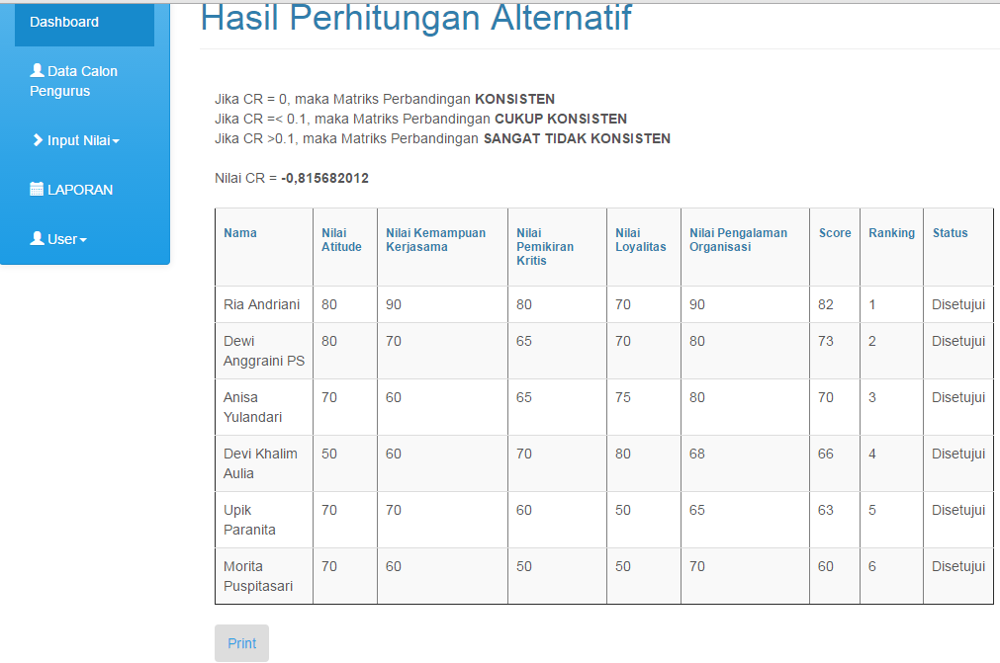 Hasil Perhitungan Alternatif
Dashboard
Data Calon
Pengurus
Input Nilai
LAPORAN
User
Jika CR = 0, maka Matriks Perbandingan KONSISTEN
Jika CR =< 0.1, maka Matriks Perbandingan CUKUP KONSISTEN
Jika CR >0.1, maka Matriks Perbandingan SANGAT TIDAK KONSISTEN
Nilai CR = -0,815682012
Nama Nilai Atitude Nilai Kemampuan Kerjasama Nilai Pemikiran Kritis Nilai Loyalitas Nilai Pengalaman Organisasi Score Ranking Status
Ria Andriani 80 90 80 70 90 82 1 Disetujui
Dewi Anggraini PS 80 70 65 70 80 73 2 Disetujui
Anisa Yulandari 70 60 65 75 80 70 3 Disetujui
Devi Khalim Aulia 50 60 70 80 68 66 4 Disetujui
Upik Paranita 70 70 60 50 65 63 5 Disetujui
Morita Puspitasari 70 60 50 50 70 60 6 Disetujui
Print